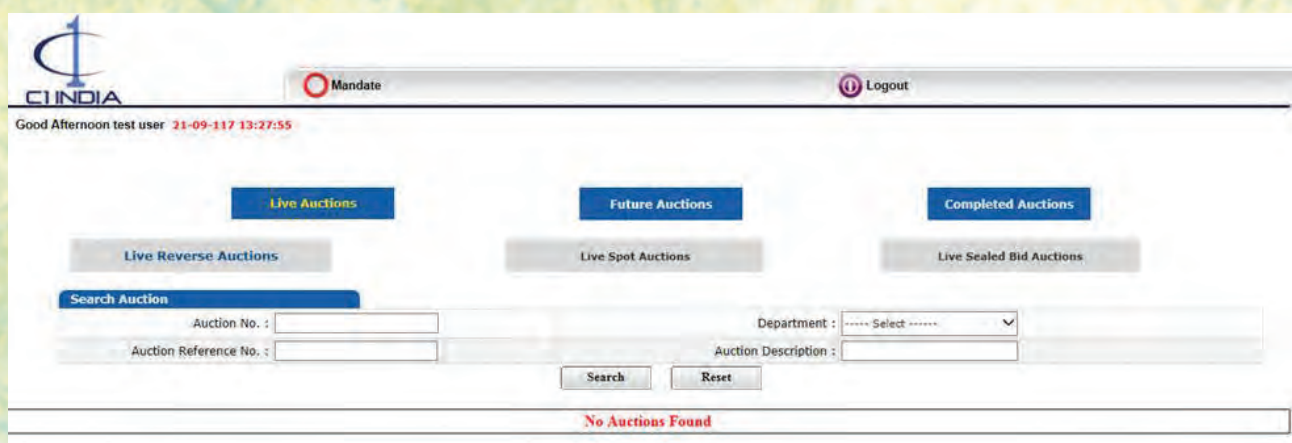 C1 INDIA
Mandate Logout
Good Afternoon test user 21-09-117 13:27:55
Live Auctions Future Auctions Completed Auctions
Live Reverse Auctions Live Spot Auctions Live Sealed Bid Auctions
Search Auction
Auction No. : Department : ----- Select ------
Auction Reference No. : Auction Description :
Search Reset
No Auctions Found